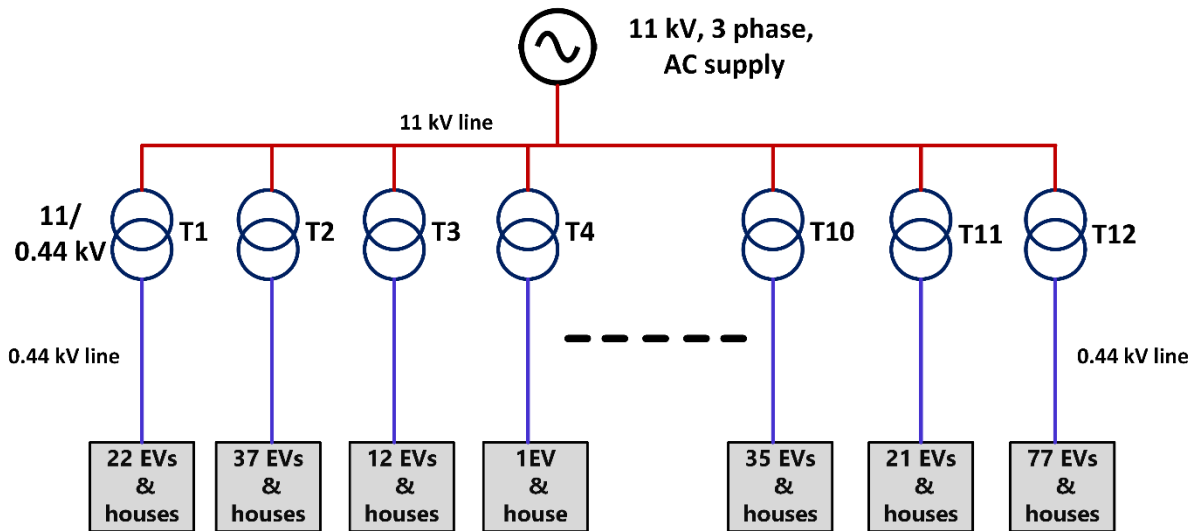 11 kV, 3 phase,
AC supply
11 kV line
11/
0.44 kV
T1
T2
T3
T4
T10
T11
T12
0.44 kV line
0.44 kV line
22 EVs
&
houses
37 EVs
&
houses
12 EVs
&
houses
1EV
&
house
35 EVs
&
houses
21 EVs
&
houses
77 EVs
&
houses